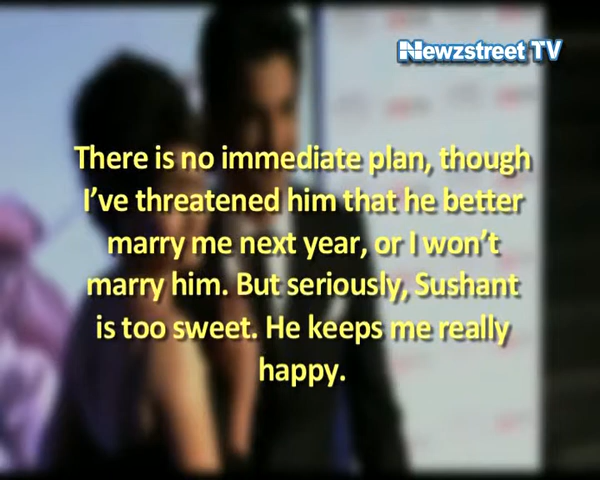 Newzstreet TV
There is no immediate plan, though
I've threatened him that he better
marry me next year, or I won't
marry him. But seriously, Sushant
is too sweet. He keeps me really
happy.